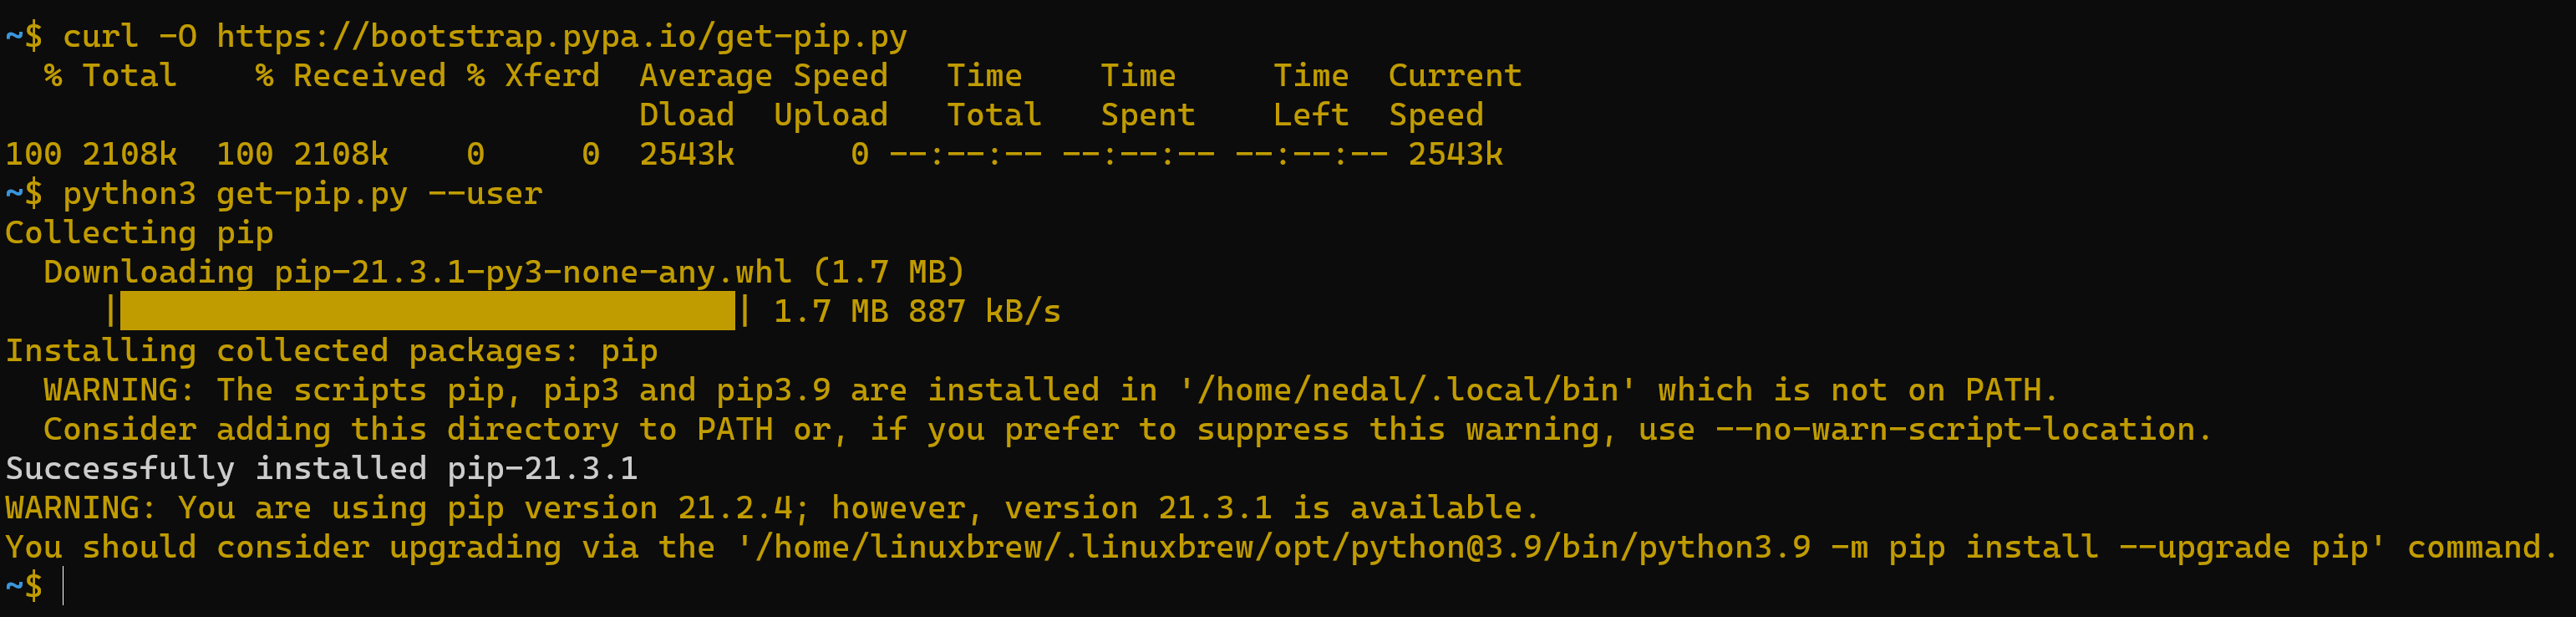 ~$ curl -O https://bootstrap.pypa.io/get-pip.py
  % Total    % Received % Xferd  Average Speed   Time    Time     Time  Current
                                 Dload  Upload   Total   Spent    Left  Speed
100 2108k  100 2108k    0     0  2543k      0 --:--:-- --:--:-- --:--:-- 2543k
~$ python3 get-pip.py --user
Collecting pip
  Downloading pip-21.3.1-py3-none-any.whl (1.7 MB)
     |████████████████████████████████| 1.7 MB 887 kB/s
Installing collected packages: pip
  WARNING: The scripts pip, pip3 and pip3.9 are installed in '/home/nedal/.local/bin' which is not on PATH.
  Consider adding this directory to PATH or, if you prefer to suppress this warning, use --no-warn-script-location.
Successfully installed pip-21.3.1
WARNING: You are using pip version 21.2.4; however, version 21.3.1 is available.
You should consider upgrading via the '/home/linuxbrew/.linuxbrew/opt/python@3.9/bin/python3.9 -m pip install --upgrade pip' command.
~$